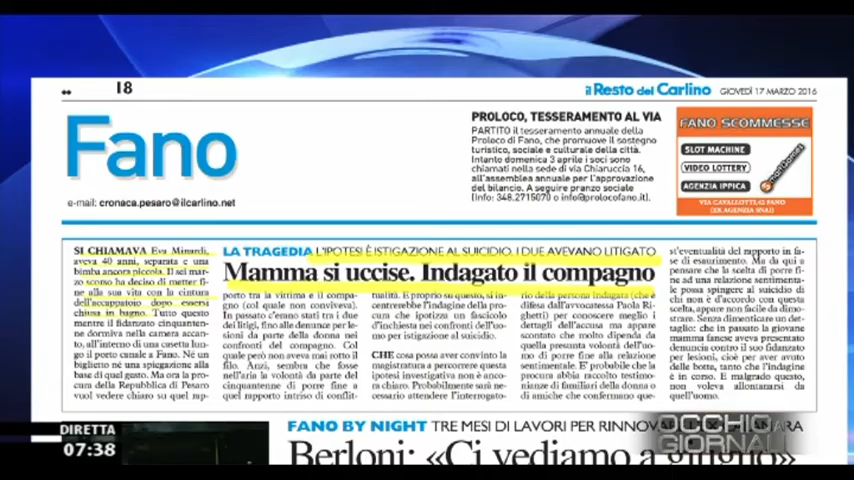 18
il Resto del Carlino GIOVEDÌ 17 MARZO 2016
Fano
e-mail: cronaca.pesaro@ilcarlino.net
PROLOCO, TESSERAMENTO AL VIA
PARTITO il tesseramento annuale della
Proloco di Fano, che promuove il sostegno
turistico, sociale e culturale della città.
Intanto domenica 3 aprile i soci sono
chiamati nella sede di via Chiaruccia 16,
all'assemblea annuale per l'approvazione
del bilancio. A seguire pranzo sociale
(Info: 348.2715070 o info@prolocofano.it).
FANO SCOMMESSE
SLOT MACHINE
VIDEO LOTTERY
AGENZIA IPPICA
VIA CAVALLOTTI, 42 FANO
(EX AGENZIA SNAI)
LA TRAGEDIA L'IPOTESI È ISTIGAZIONE AL SUICIDIO. I DUE AVEVANO LITIGATO
Mamma si uccise. Indagato il compagno
SI CHIAMAVA Eva Minardi,
aveva 40 anni, separata e una
bimba ancora piccola. Il sei mar-
zo scorso ha deciso di metter fi-
ne alla sua vita con la cintura
dell'accappatoio dopo essersi
chiusa in bagno. Tutto questo
mentre il fidanzato cinquanten-
ne dormiva nella camera accan-
to, all'interno di una casetta lun-
go il porto canale a Fano. Né un
biglietto né una spiegazione alla
base di quel gesto. Ma ora la pro-
cura della Repubblica di Pesaro
vuol vedere chiaro su quel rap-
porto tra la vittima e il compa-
gno (col quale non conviveva).
In passato c'erano stati tra i due
dei litigi, fino alle denunce per le-
sioni da parte della donna nei
confronti del compagno. Col
quale però non aveva mai rotto il
filo. Anzi, sembra che fosse
nell'aria la volontà da parte del
cinquantenne di porre fine a
quel rapporto intriso di conflit-
tualità. E proprio su questo, si in-
centrerebbe l'indagine della pro-
cura che ipotizza un fascicolo
d'inchiesta nei confronti dell'uo-
mo per istigazione al suicidio.
CHE cosa possa aver convinto la
magistratura a percorrere questa
ipotesi investigativa non è anco-
ra chiaro. Probabilmente sarà ne-
cessario attendere l'interrogato-
rio della persona indagata (che è
difesa dall'avvocatessa Paola Ri-
ghetti) per conoscere meglio i
dettagli dell'accusa ma appare
scontato che molto dipenda da
quella presunta volontà dell'uo-
mo di porre fine alla relazione
sentimentale. E' probabile che la
procura abbia raccolto testimo-
nianze di familiari della donna o
di amiche che confermano que-
st'eventualità del rapporto in fa-
se di esaurimento. Ma da qui a
pensare che la scelta di porre fi-
ne ad una relazione sentimenta-
le possa spingere al suicidio di
chi non è d'accordo con questa
scelta, appare non facile da dimo-
strare. Senza dimenticare un det-
taglio: che in passato la giovane
mamma fanese aveva presentato
denuncia contro il suo fidanzato
per lesioni, cioè per aver avuto
delle botte, tanto che l'indagine
è in corso. E malgrado questo,
non voleva allontanarsi da
quell'uomo.
FANO BY NIGHT TRE MESI DI LAVORI PER RINNOVARE
Berloni: «Ci vediamo a giugno»
DIRETTA
07:38
OCCHIO AI
GIORNALI